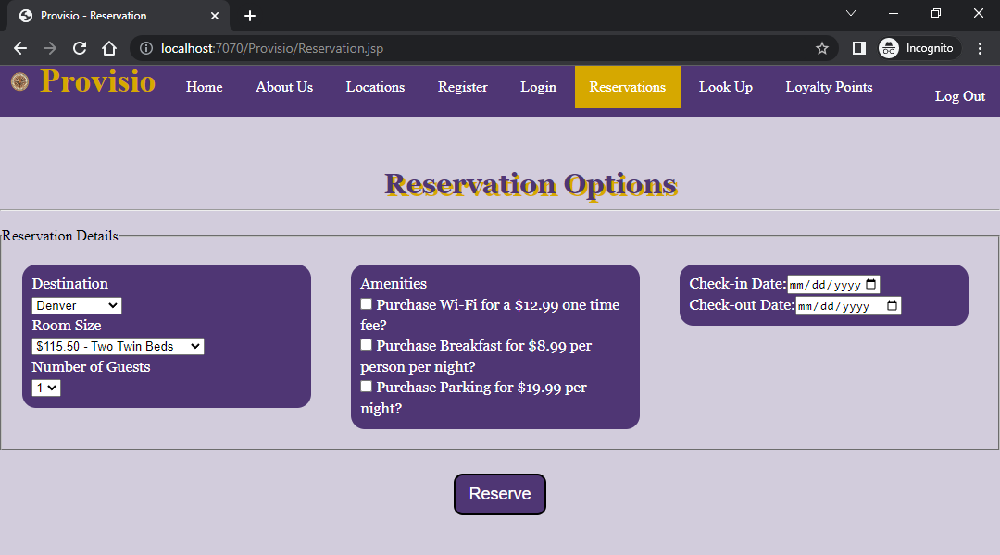 Provisio - Reservation
localhost:7070/Provisio/Reservation.jsp
Incognito
Provisio
Home
About Us
Locations
Register
Login
Reservations
Look Up
Loyalty Points
Log Out
Reservation Options
Reservation Details
Destination
Denver
Room Size
$115.50 - Two Twin Beds
Number of Guests
1
Amenities
Purchase Wi-Fi for a $12.99 one time
fee?
Purchase Breakfast for $8.99 per
person per night?
Purchase Parking for $19.99 per
night?
Check-in Date: mm/dd/yyyy
Check-out Date: mm/dd/yyyy
Reserve